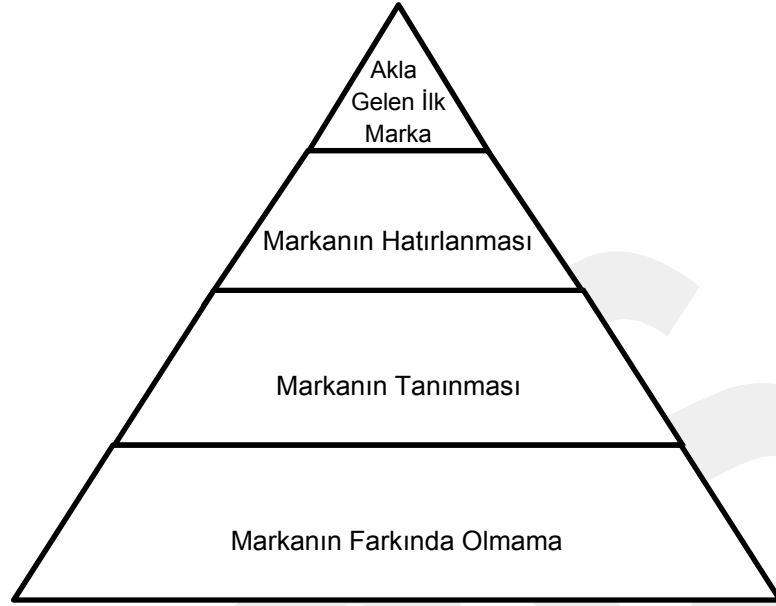 Akla
Gelen İlk
Marka
Markanın Hatırlanması
Markanın Tanınması
Markanın Farkında Olmama